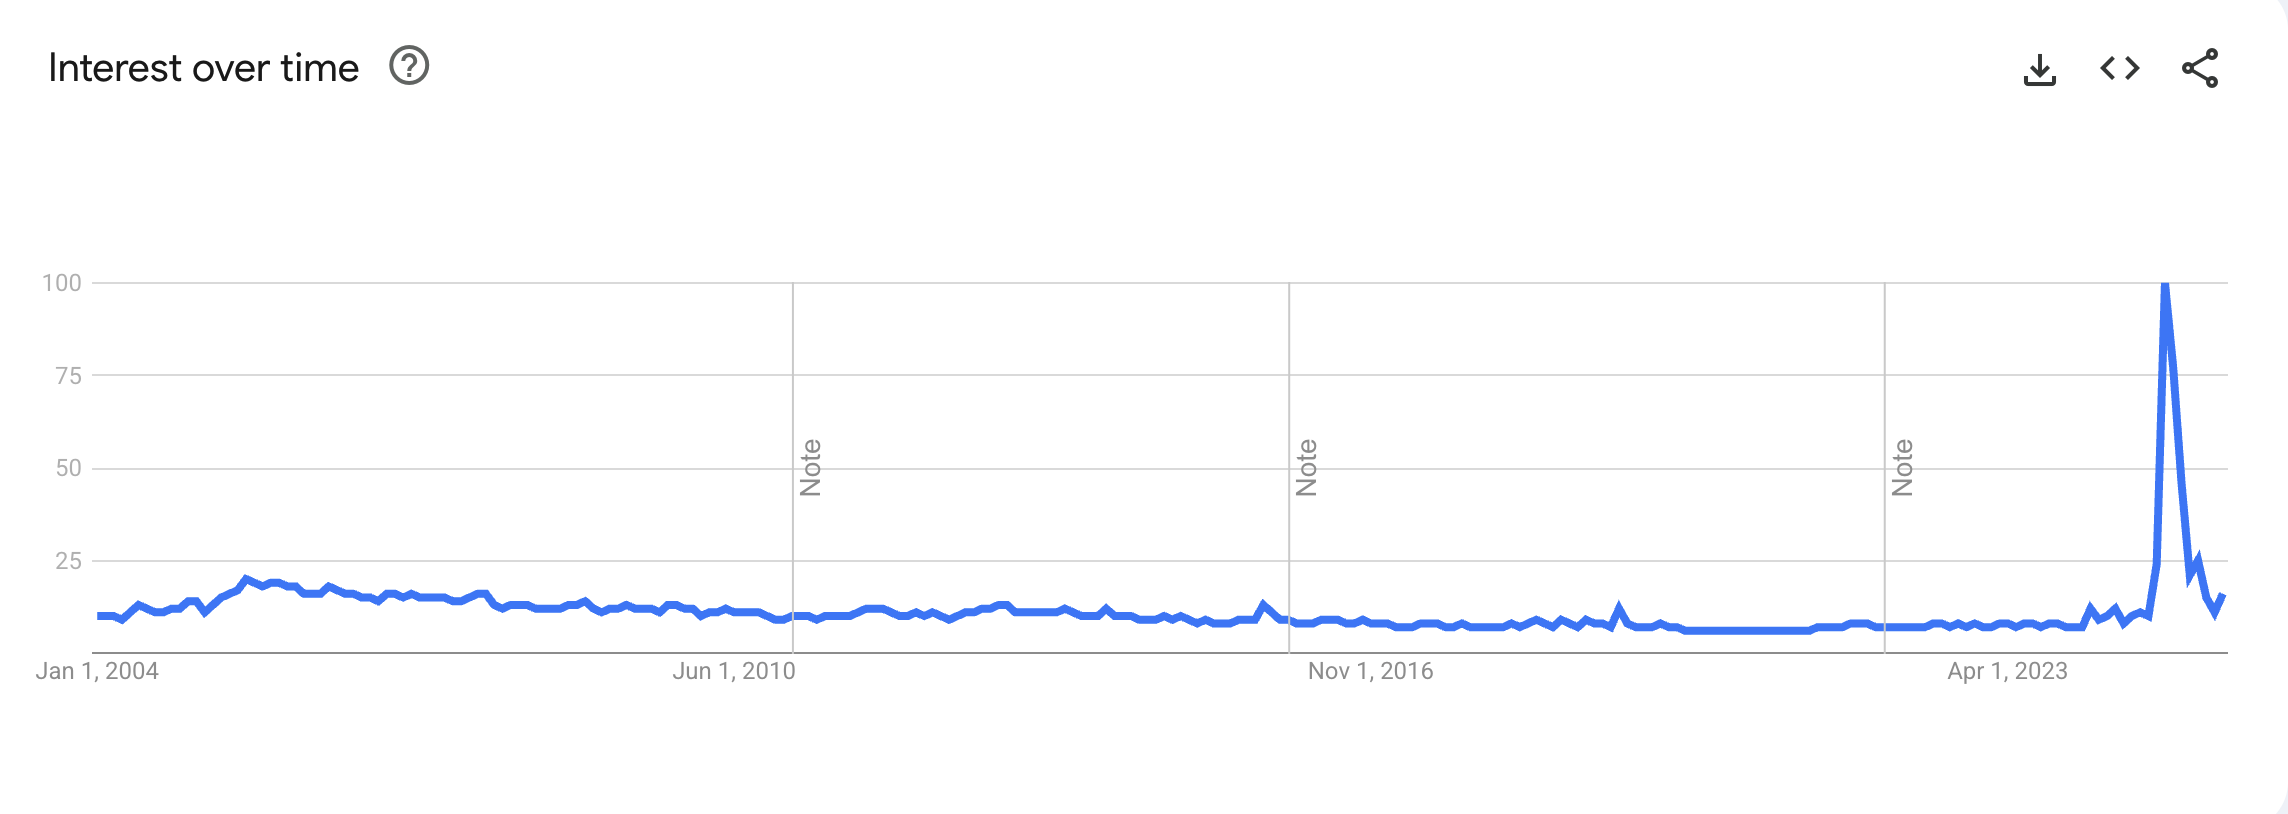 Interest over time
100
75
50
25
Note
Note
Note
Jan 1, 2004
Jun 1, 2010
Nov 1, 2016
Apr 1, 2023